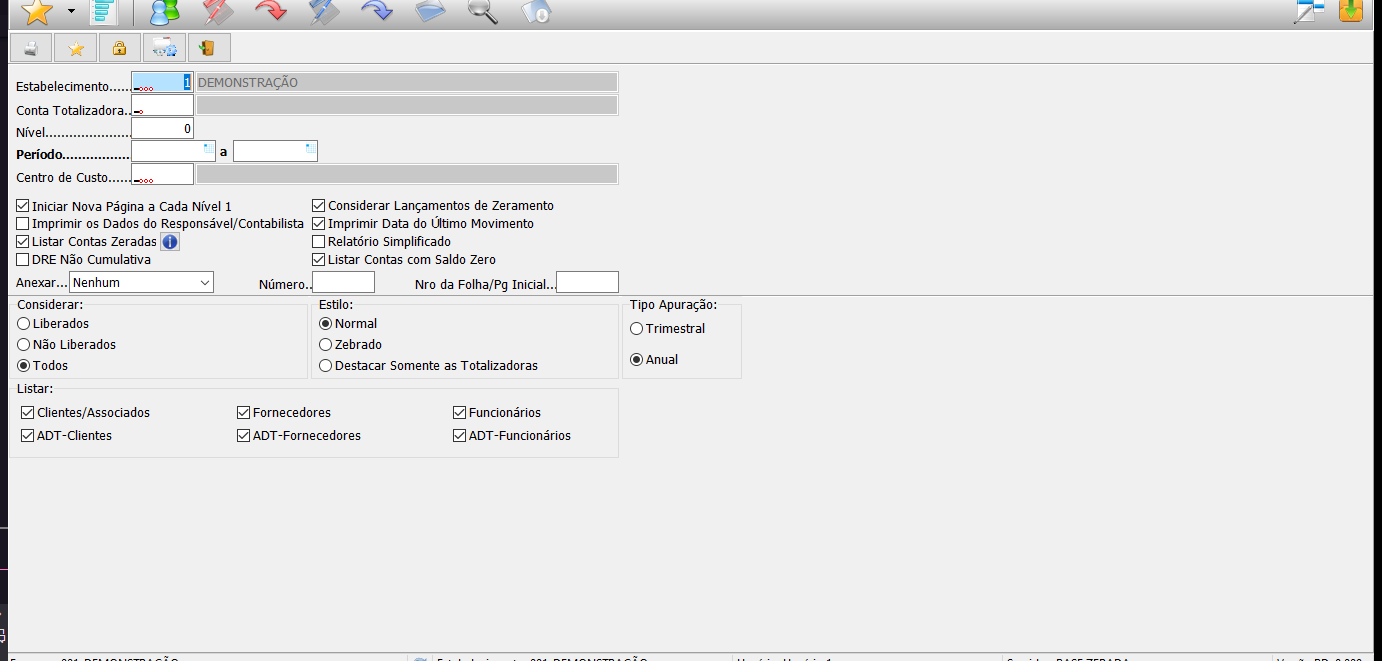 Estabelecimento...... 1 DEMONSTRAÇÃO
Conta Totalizadora..
Nível..................... 0
Período................. a
Centro de Custo......
Iniciar Nova Página a Cada Nível 1
Considerar Lançamentos de Zeramento
Imprimir os Dados do Responsável/Contabilista
Imprimir Data do Último Movimento
Listar Contas Zeradas
Relatório Simplificado
DRE Não Cumulativa
Listar Contas com Saldo Zero
Anexar... Nenhum Número.. Nro da Folha/Pg Inicial...
Considerar: Estilo: Tipo Apuração:
Liberados Normal Trimestral
Não Liberados Zebrado
Todos Destacar Somente as Totalizadoras Anual
Listar:
Clientes/Associados Fornecedores Funcionários
ADT-Clientes ADT-Fornecedores ADT-Funcionários